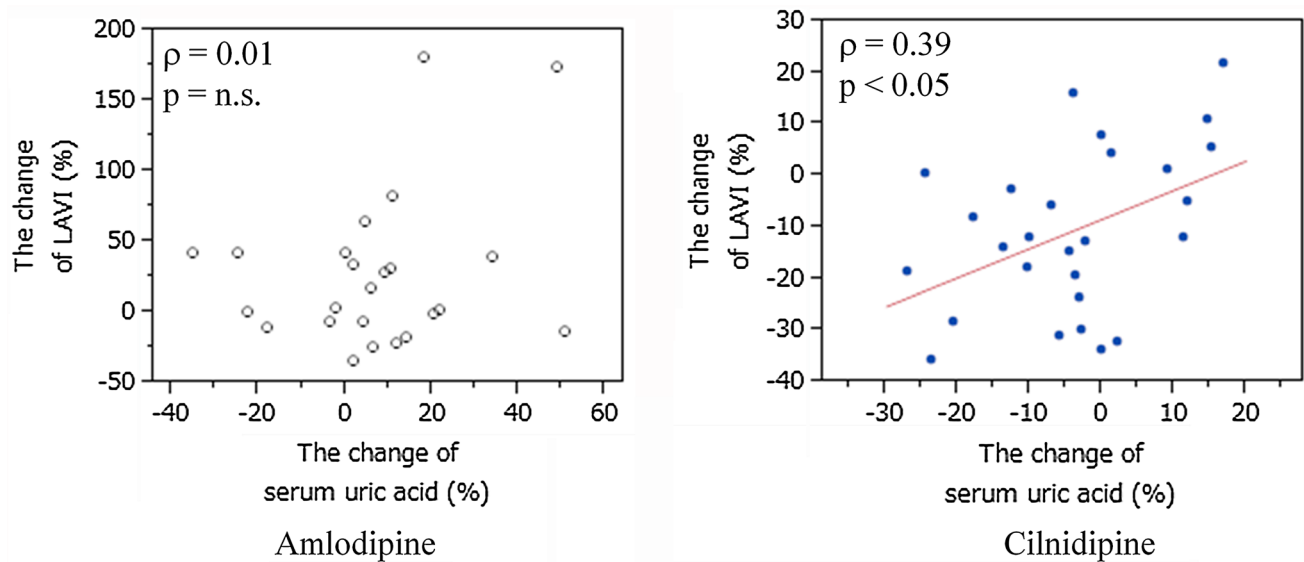 ρ = 0.01
p = n.s.
200
150
100
50
0
-50
The change
of LAVI (%)
-40 -20 0 20 40 60
The change of
serum uric acid (%)
Amlodipine
ρ = 0.39
p < 0.05
30
20
10
0
-10
-20
-30
-40
The change
of LAVI (%)
-30 -20 -10 0 10 20
The change of
serum uric acid (%)
Cilnidipine